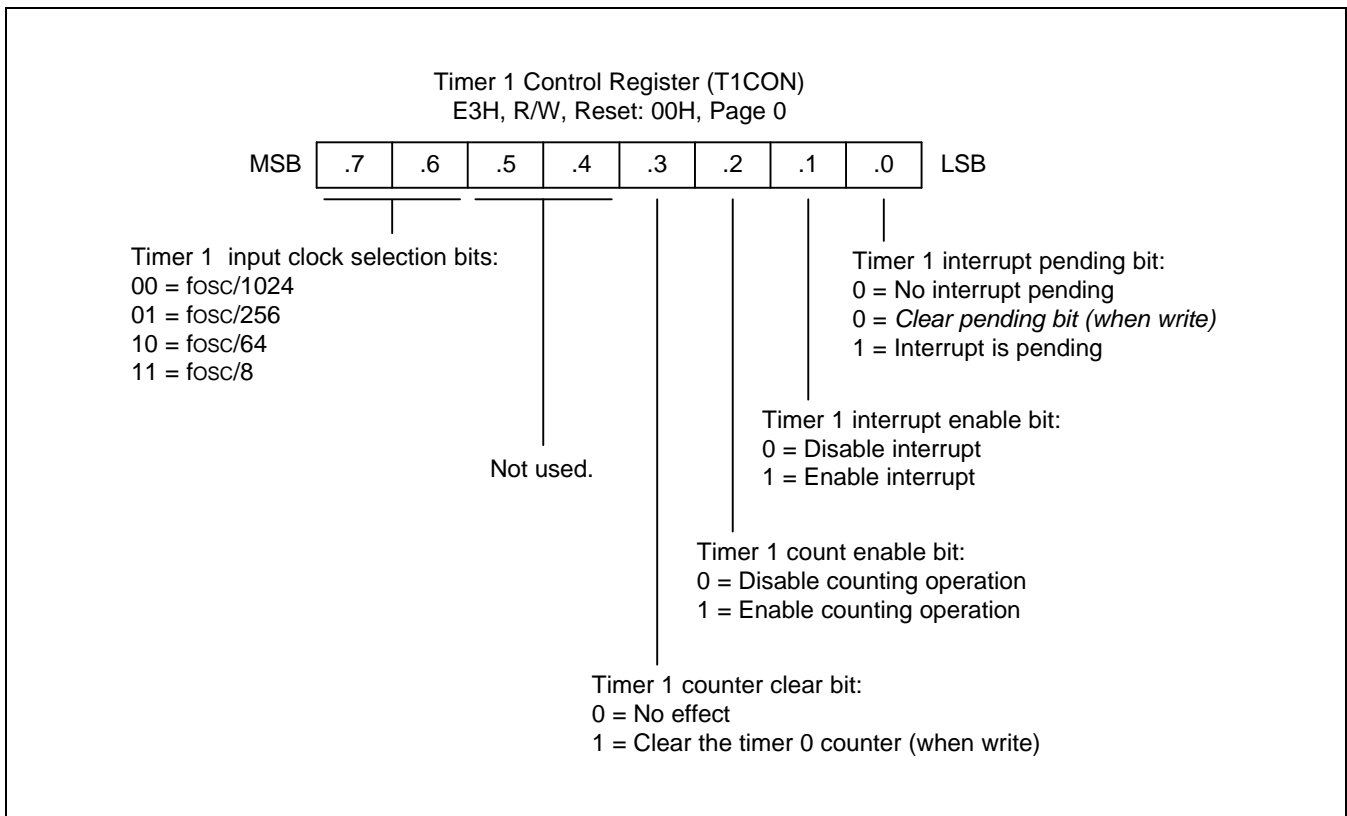 Timer 1 Control Register (T1CON)
E3H, R/W, Reset: 00H, Page 0
MSB .7 .6 .5 .4 .3 .2 .1 .0 LSB
Timer 1 input clock selection bits:
00 = fOSC/1024
01 = fOSC/256
10 = fOSC/64
11 = fOSC/8
Not used.
Timer 1 interrupt pending bit:
0 = No interrupt pending
0 = Clear pending bit (when write)
1 = Interrupt is pending
Timer 1 interrupt enable bit:
0 = Disable interrupt
1 = Enable interrupt
Timer 1 count enable bit:
0 = Disable counting operation
1 = Enable counting operation
Timer 1 counter clear bit:
0 = No effect
1 = Clear the timer 0 counter (when write)